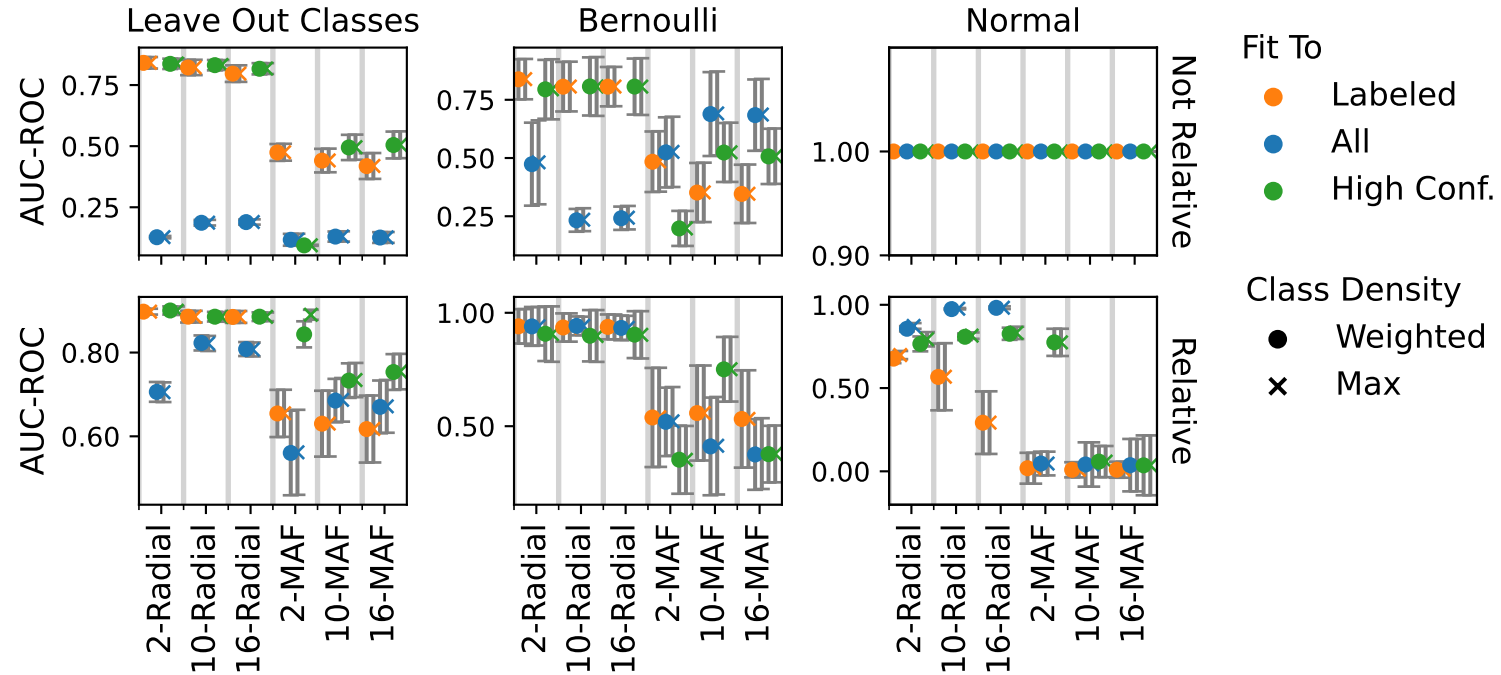 Leave Out Classes
Bernoulli
Normal
AUC-ROC
0.75
0.50
0.25
0.75
0.50
0.25
1.00
0.90
Not Relative
AUC-ROC
0.80
0.60
1.00
0.50
1.00
0.50
0.00
Relative
2-Radial
10-Radial
16-Radial
2-MAF
10-MAF
16-MAF
2-Radial
10-Radial
16-Radial
2-MAF
10-MAF
16-MAF
2-Radial
10-Radial
16-Radial
2-MAF
10-MAF
16-MAF
Fit To
Labeled
All
High Conf.
Class Density
Weighted
Max